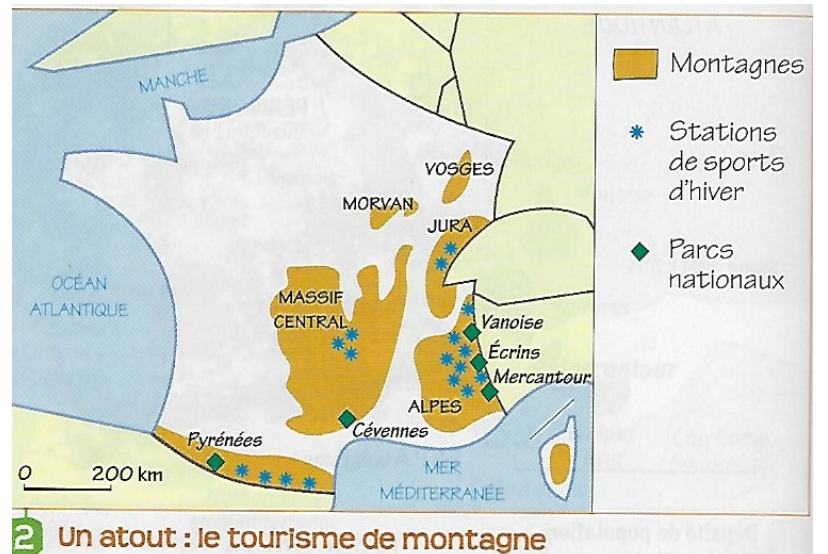 MANCHE
VOSGES
MORVAN
JURA
OCÉAN
ATLANTIQUE
MASSIF
CENTRAL
Vanoise
Écrins
Mercantour
ALPES
Cévennes
Pyrénées
MER
MÉDITERRANÉE
0 200 km
Montagnes
Stations
de sports
d'hiver
Parcs
nationaux
2 Un atout : le tourisme de montagne